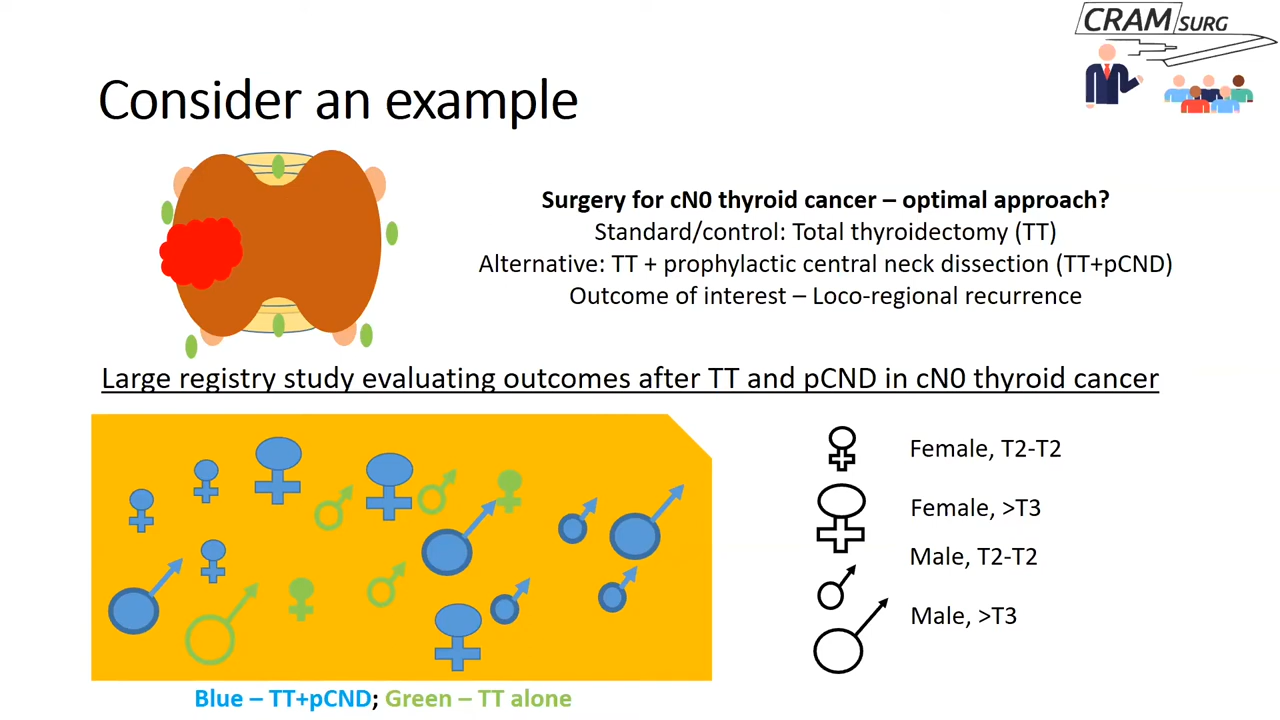 CRAM SURG
Consider an example
Surgery for cN0 thyroid cancer – optimal approach?
Standard/control: Total thyroidectomy (TT)
Alternative: TT + prophylactic central neck dissection (TT+pCND)
Outcome of interest – Loco-regional recurrence
Large registry study evaluating outcomes after TT and pCND in cN0 thyroid cancer
Female, T2-T2
Female, >T3
Male, T2-T2
Male, >T3
Blue – TT+pCND; Green – TT alone